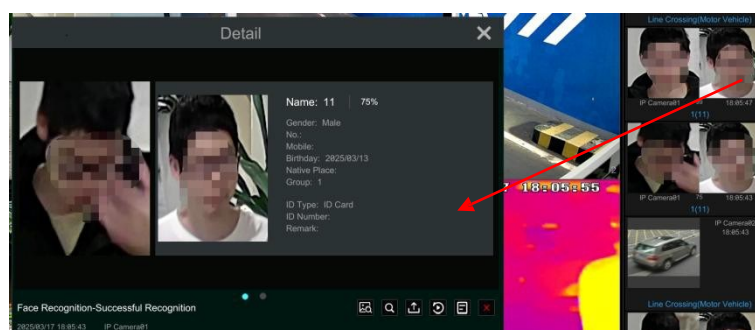 Detail
Name: 11
75%
Gender: Male
No.:
Mobile:
Birthday: 2025/03/13
Native Place:
Group: 1
ID Type: ID Card
ID Number:
Remark:
Face Recognition-Successful Recognition
2025/03/17 18:05:43 IP Camera01
18:05:55
Line Crossing(Motor Vehicle)
IP Camera01
18:05:47
1(11)
IP Camera01 75 18:05:43
1(11)
IP Camera02
18:05:43
Line Crossing(Motor Vehicle)